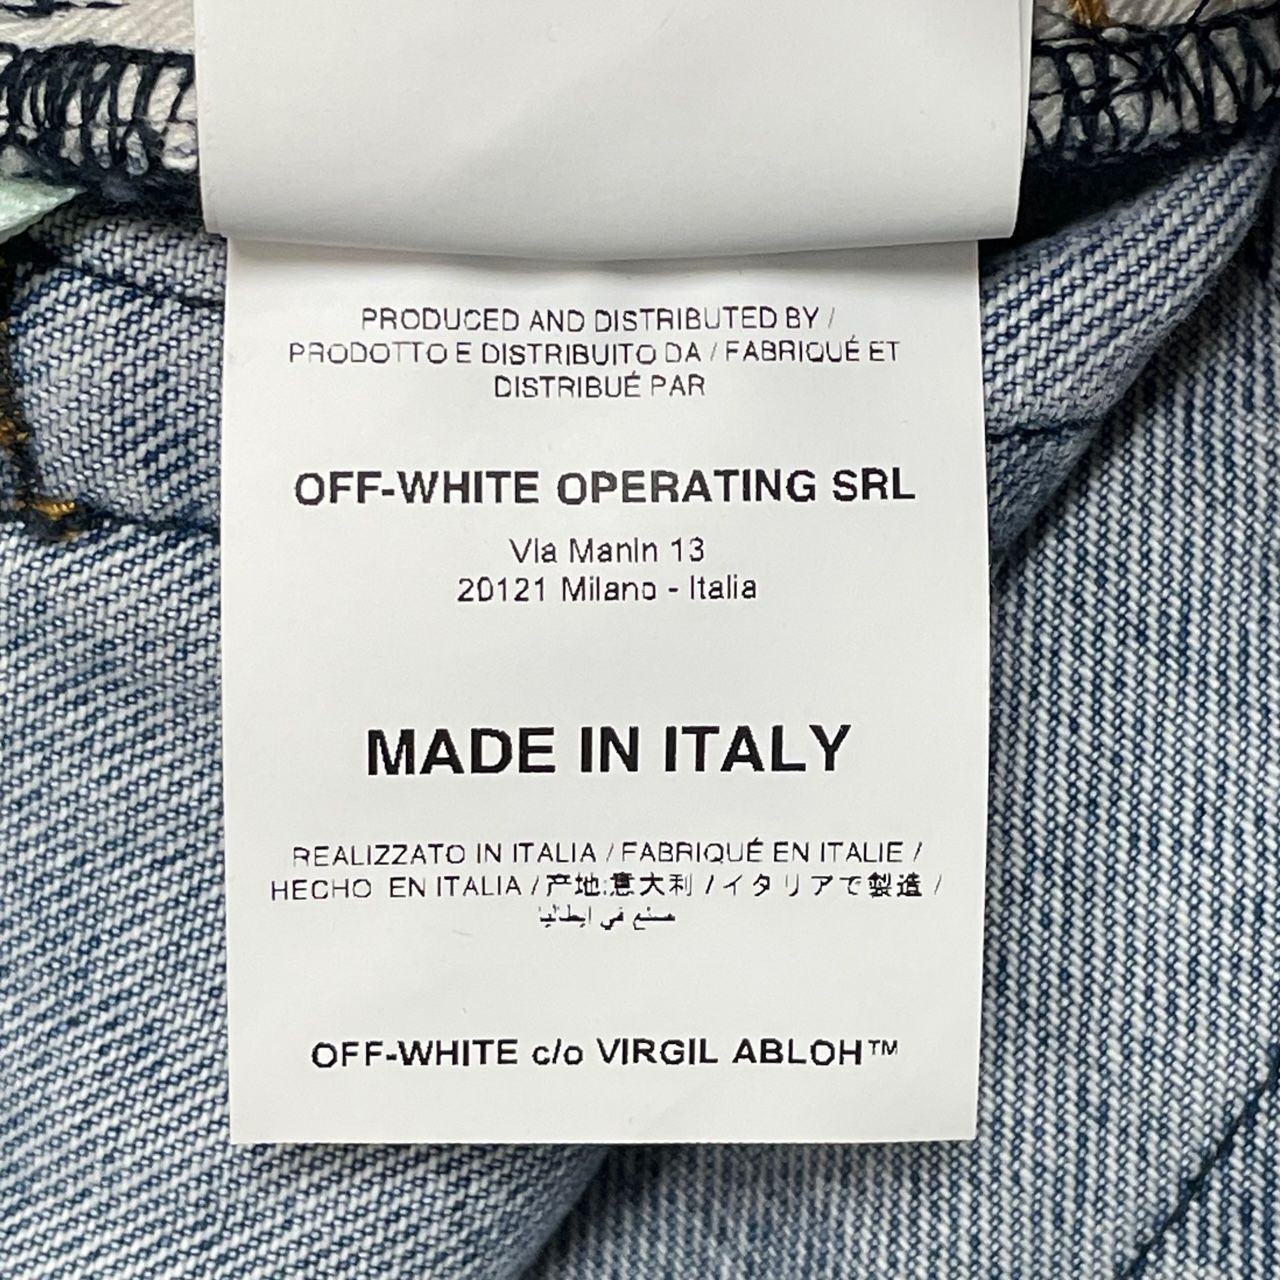 PRODUCED AND DISTRIBUTED BY /
PRODOTTO E DISTRIBUITO DA / FABRIQUÉ ET
DISTRIBUÉ PAR
OFF-WHITE OPERATING SRL
Via Manin 13
20121 Milano - Italia
MADE IN ITALY
REALIZZATO IN ITALIA / FABRIQUÉ EN ITALIE /
HECHO EN ITALIA / 产地:意大利 / イタリアで製造 /
صنع في إيطاليا
OFF-WHITE c/o VIRGIL ABLOH™